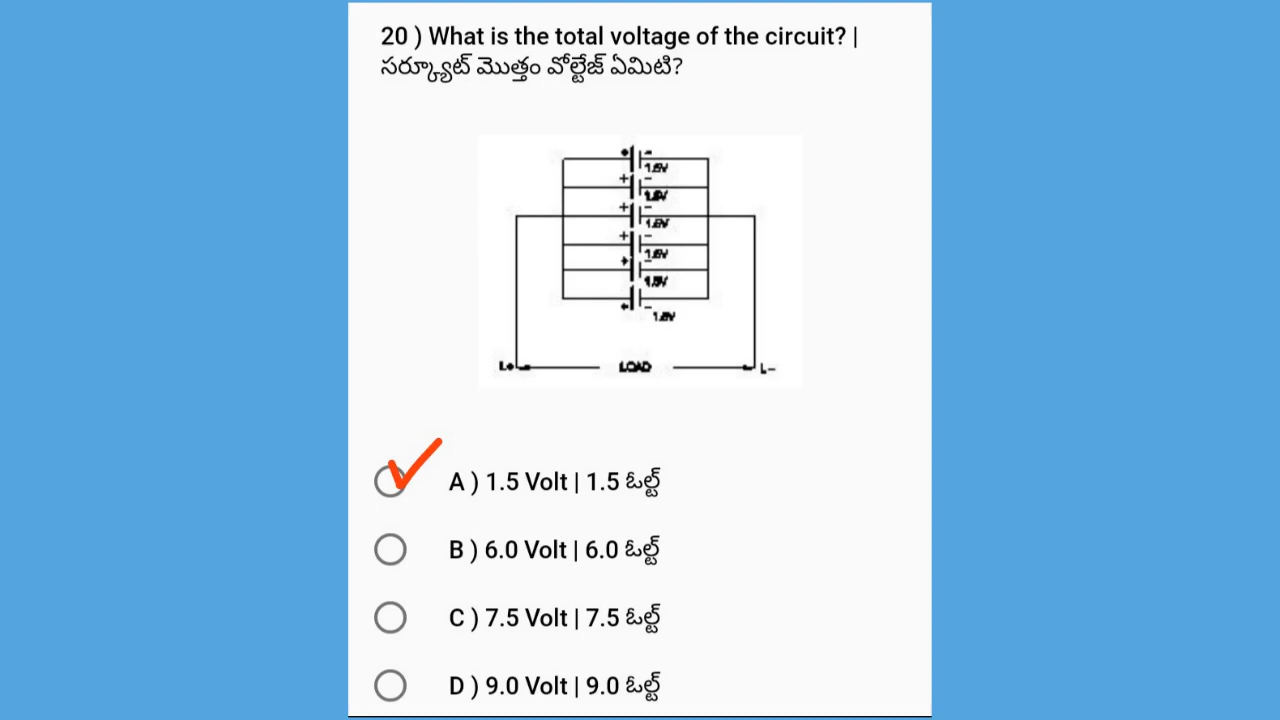 20 ) What is the total voltage of the circuit? |
సర్క్యూట్ మొత్తం వోల్టేజ్ ఏమిటి?
+ -
1.5V
+ -
1.5V
+ -
1.5V
+ -
1.5V
+ -
1.5V
+ -
1.5V
L+ LOAD L-
A ) 1.5 Volt | 1.5 ఓల్ట్
B ) 6.0 Volt | 6.0 ఓల్ట్
C ) 7.5 Volt | 7.5 ఓల్ట్
D ) 9.0 Volt | 9.0 ఓల్ట్